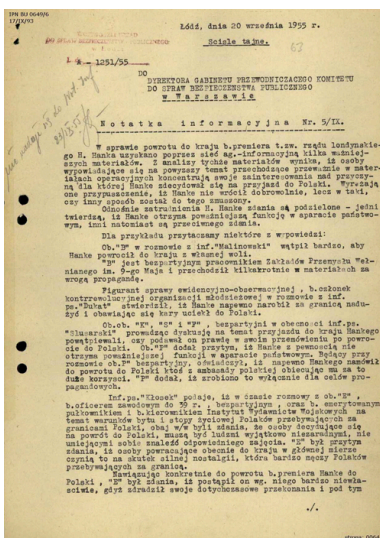 IPN BU 0649/6
17/IX/93
Łódź, dnia 20 września 1955 r.
Ściśle tajne.
63
L.k - 1251/55
DO
DYREKTORA GABINETU PRZEWODNICZACEGO KOMITETU
DO SPRAW BEZPIECZEŃSTWA PUBLICZNEGO
w Warszawie
Notatka informacyjna Nr. 5/IX.
W sprawie powrotu do kraju b.premiera t.zw. rządu londyńskie-
go H. Hanka uzyskano poprzez sieć ag.-informacyjną kilka ważniej-
szych materiałów. Z analizy tychże materiałów wynika, iż osoby
wypowiadające się na powyższy temat przechodzące przeważnie w mater-
iałach operacyjnych koncentrują swoje zainteresowania nad przyczy-
ną dla której Hanke zdecydował się na przyjazd do Polski. Wyrażają
one przypuszczenie, iż Hanke nie wrócił dobrowolnie, lecz w taki,
czy inny sposób został do tego zmuszony.
Odnośnie zatrudnienia H. Hanke zdania są podzielone - jedni
twierdzą, iż Hanke otrzyma poważniejszą funkcję w aparacie państwo-
wym, inni natomiast są przeciwnego zdania.
Dla przykładu przytaczamy niektóre z wypowiedzi:
Ob."B" w rozmowie z inf."Malinowski" wątpił bardzo, aby
Hanke powrócił do kraju z własnej woli.
"B" jest bezpartyjnym pracownikiem Zakładów Przemysłu Weł-
nianego im. 9-go Maja i przechodził kilkakrotnie w materiałach za
wrogą propagandę.
Figurant sprawy ewidencyjno-obserwacyjnej, b.członek
kontrrewolucyjnej organizacji młodzieżowej w rozmowie z inf.
ps."Dukat" stwierdził, iż Hanke napewno narobił za granicą nadu-
żyć i obawiając się kary uciekł do Polski.
Ob.ob. "K", "S" i "F", bezpartyjni w obecności inf.ps.
"Ślusarski" prowadząc dyskusję na temat przyjazdu do kraju Hankego
powątpiewali, czy podawał on prawdę w swoim przemówieniu po powro-
cie do Polski. Ob."F" dodał przytym, iż Hanke z pewnością nie
otrzyma poważniejszej funkcji w aparacie państwowym. Będący przy
rozmowie ob."P" bezpartyjny, oświadczył, iż napewno Hankego namówił
do powrotu do Polski ktoś z ambasady polskiej obiecując mu za to
duże korzyści. "P" dodał, iż zrobiono to wyłącznie dla celów pro-
pagandowych.
Inf.ps."Kłosek" podaje, iż w czasie rozmowy z ob."Z",
b.oficerem zawodowym po 39 r., bezpartyjnym, oraz b. emerytowanym
pułkownikiem i b.kierownikiem Instytut Wydawnictw Wojskowych na
temat warunków bytu i stopy życiowej Polaków przebywających za
granicami Polski, obaj w/w byli zdania, że osoby decydujące się
na powrót do Polski, muszą być ludźmi wyjątkowo niezaradnymi, nie
umiejącymi sobie znaleźć odpowiedniego zajęcia. "E" był przytym
zdania, iż osoby powracające obecnie do kraju w głównej mierze
czynią to na skutek silnej nostalgii, która bardzo męczy Polaków
przebywających za granicą.
Nawiązując konkretnie do powrotu b.premiera Hanke do
Polski, "E" był zdania, iż postąpił on wg. niego bardzo niewła-
ściwie, gdyż zdradził swoje dotychczasowe przekonania i pod tym
./.